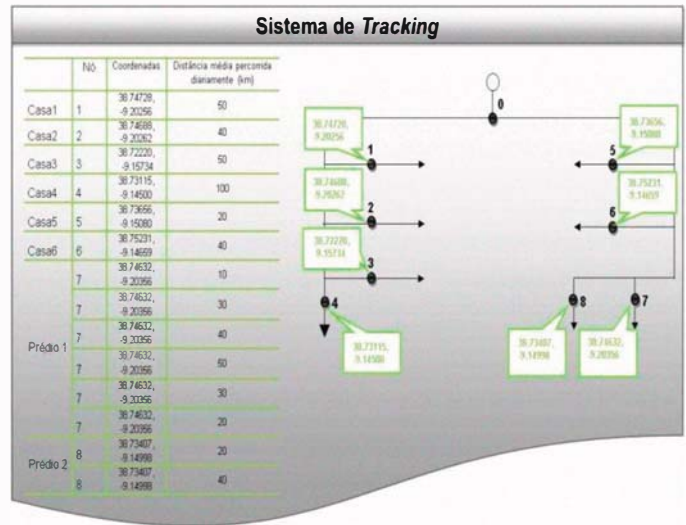 Sistema de Tracking
Nó Coordenadas Distância média percorrida
diariamente (km)
Casa1 1 38.74728, -9.20256 50
Casa2 2 38.74688, -9.20262 40
Casa3 3 38.72220, -9.15734 50
Casa4 4 38.73115, -9.14500 100
Casa5 5 38.73656, -9.15080 20
Casa6 6 38.75231, -9.14659 40
Prédio 1
7 38.74632, -9.20356 10
7 38.74632, -9.20356 30
7 38.74632, -9.20356 40
7 38.74632, -9.20356 50
7 38.74632, -9.20356 30
7 38.74632, -9.20356 20
Prédio 2
8 38.73407, -9.14998 20
8 38.73407, -9.14998 40
0
38.74728,
-9.20256
1
38.74688,
-9.20262
2
38.72220,
-9.15734
3
4
38.73115,
-9.14500
38.73656,
-9.15080
5
38.75231,
-9.14659
6
8
7
38.73407,
-9.14998
38.74632,
-9.20356